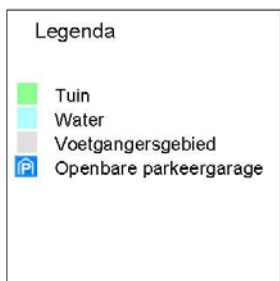 Legenda
Tuin
Water
Voetgangersgebied
P Openbare parkeergarage